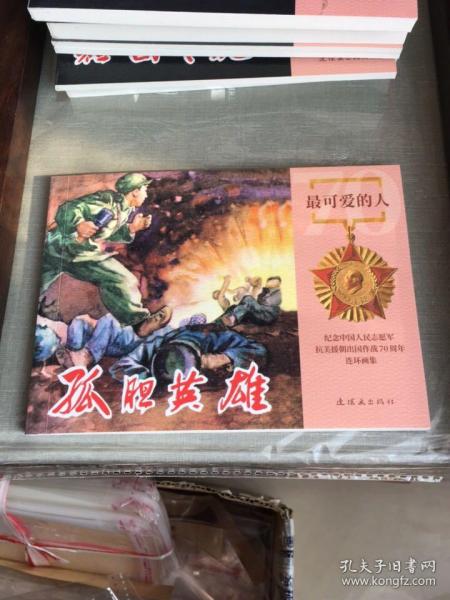 70
最可爱的人
纪念中国人民志愿军
抗美援朝出国作战70周年
连环画集
孤胆英雄
连环画出版社
孔夫子旧书网
www.kongfz.com